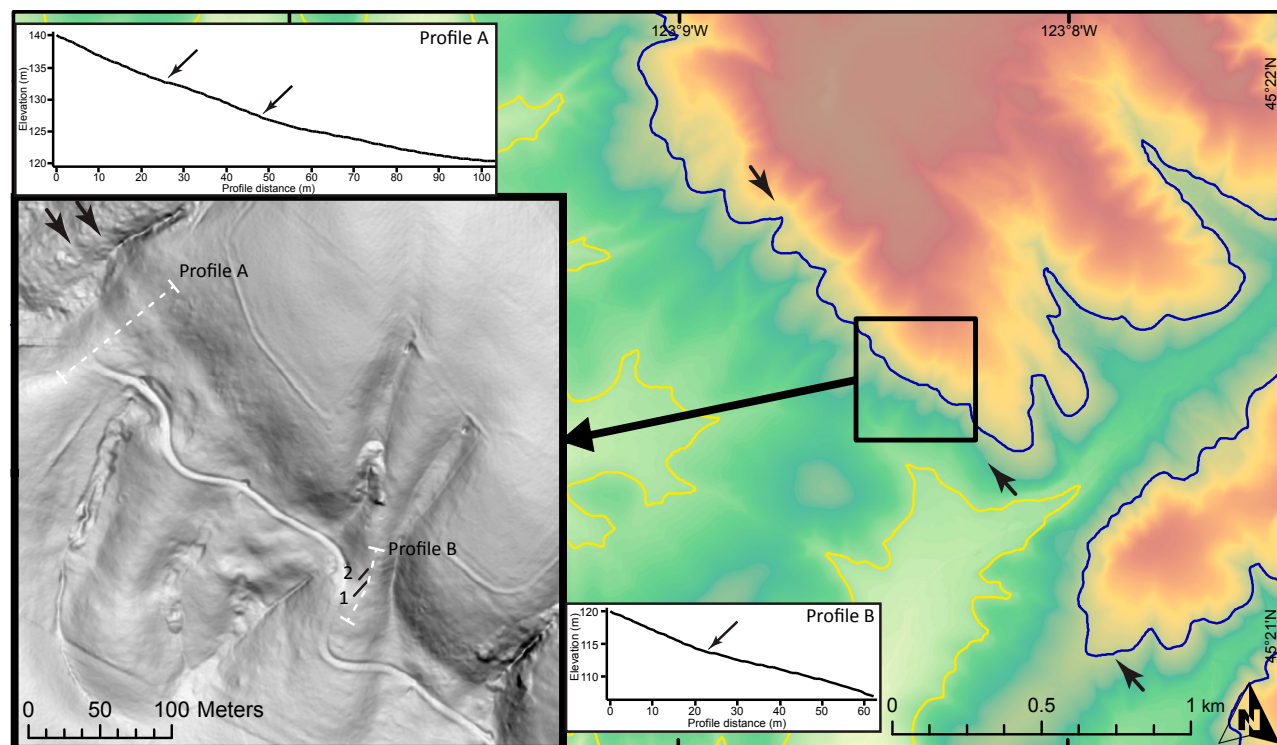 Profile A
140
135
130
125
120
Elevation (m)
0 10 20 30 40 50 60 70 80 90 100
Profile distance (m)
123°9'W
123°8'W
45°22'N
Profile A
Profile B
2
1
0 50 100 Meters
Profile B
120
115
110
Elevation (m)
0 10 20 30 40 50 60
Profile distance (m)
45°21'N
0 0.5 1 km
N